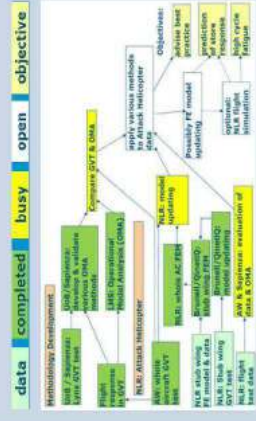 data
completed
busy
open
objective
Methodology Development
UoB / Sapienza:
Lynx GVT test
UoB/Sapienza:
develop & validate
various OMA
methods
Flight
response
in GVT
LMS: Operational
Modal Analysis (OMA)
Compare GVT & OMA
NLR: Attack Helicopter
AW: whole
aircraft GVT
test
NLR: whole AC FEM
NLR: model
updating
apply various methods
to Attack Helicopter
data
Objectives:
advise best
practice
prediction
of store
response
high cycle
fatigue
Possibly FE model
updating
optional:
NLR flight
simulation
NLR stub wing
FE model & data
NLR: Stub wing
GVT test
NLR: flight
test data
Brunel/QinetiQ:
stub wing FEM
Brunel/QinetiQ:
model updating
AW & Sapienza: evaluation of
data & OMA